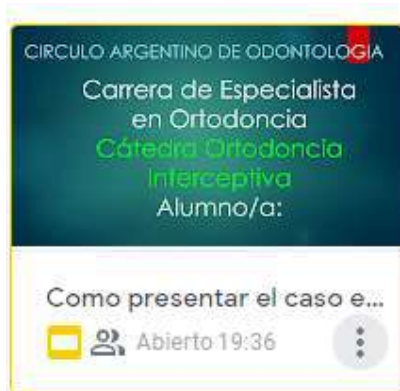 CIRCULO ARGENTINO DE ODONTOLOGIA
Carrera de Especialista
en Ortodoncia
Cátedra Ortodoncia
Interceptiva
Alumno/a:
Como presentar el caso e...
Abierto 19:36